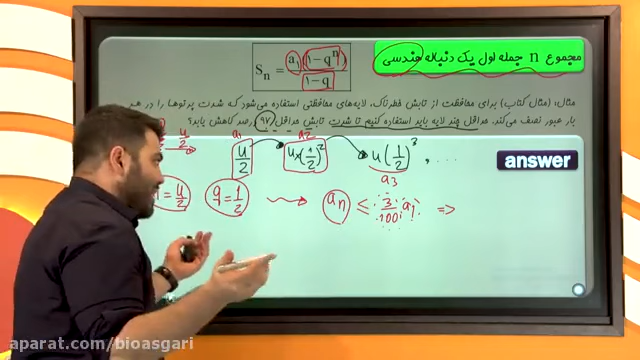 مجموع n جمله اول یک دنباله هندسی
Sₙ = a₁(1-qⁿ) / 1-q
مثال: (مثال کتاب) برای محافظت از تابش خطرناک، لایه‌های محافظتی استفاده می‌شود که شدت پرتوها را در هر
بار عبور نصف می‌کند. حداقل چند لایه باید استفاده کنیم تا شدت تابش حداقل ۹۷ درصد کاهش یابد؟
a₁ a₂
u/2
u/2 u×(1/2)² u(1/2)³ , ...
a₃
answer
= u/2 q = 1/2 aₙ ≤ 3/100 a₁ ⇒
aparat.com/bioasgari